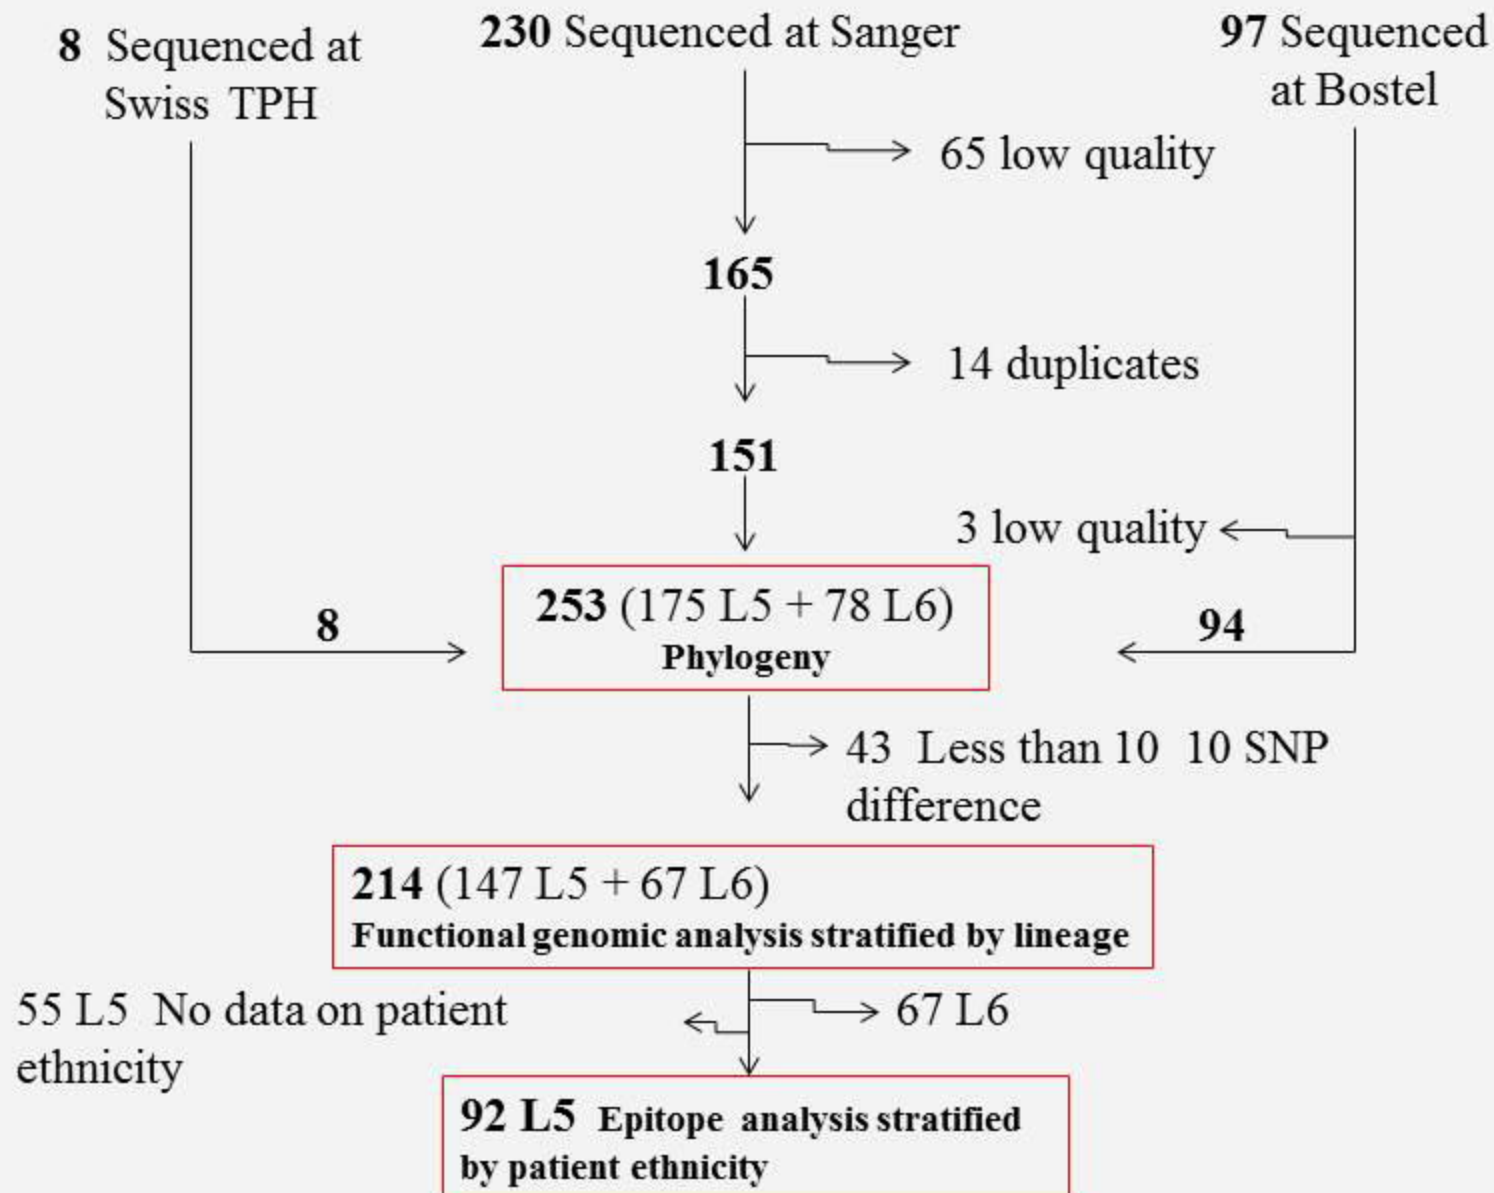 8 Sequenced at
Swiss TPH
230 Sequenced at Sanger
97 Sequenced
at Bostel
65 low quality
165
14 duplicates
151
3 low quality
253 (175 L5 + 78 L6)
Phylogeny
8
94
43 Less than 10 10 SNP
difference
214 (147 L5 + 67 L6)
Functional genomic analysis stratified by lineage
55 L5 No data on patient
ethnicity
67 L6
92 L5 Epitope analysis stratified
by patient ethnicity